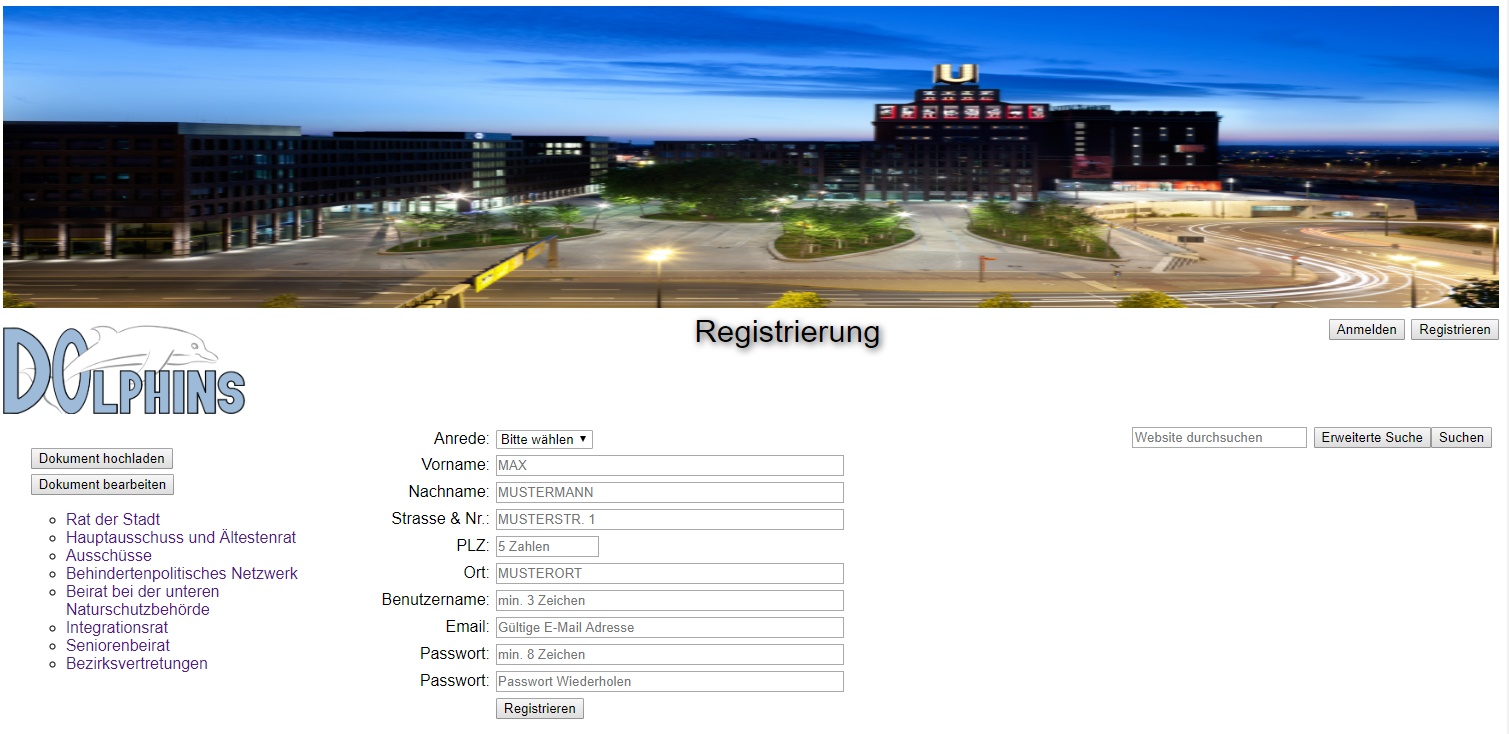 U
Registrierung
Anmelden Registrieren
DOLPHINS
Anrede: Bitte wählen
Website durchsuchen Erweiterte Suche Suchen
Dokument hochladen
Dokument bearbeiten
Rat der Stadt
Hauptausschuss und Ältestenrat
Ausschüsse
Behindertenpolitisches Netzwerk
Beirat bei der unteren
Naturschutzbehörde
Integrationsrat
Seniorenbeirat
Bezirksvertretungen
Vorname: MAX
Nachname: MUSTERMANN
Strasse & Nr.: MUSTERSTR. 1
PLZ: 5 Zahlen
Ort: MUSTERORT
Benutzername: min. 3 Zeichen
Email: Gültige E-Mail Adresse
Passwort: min. 8 Zeichen
Passwort: Passwort Wiederholen
Registrieren